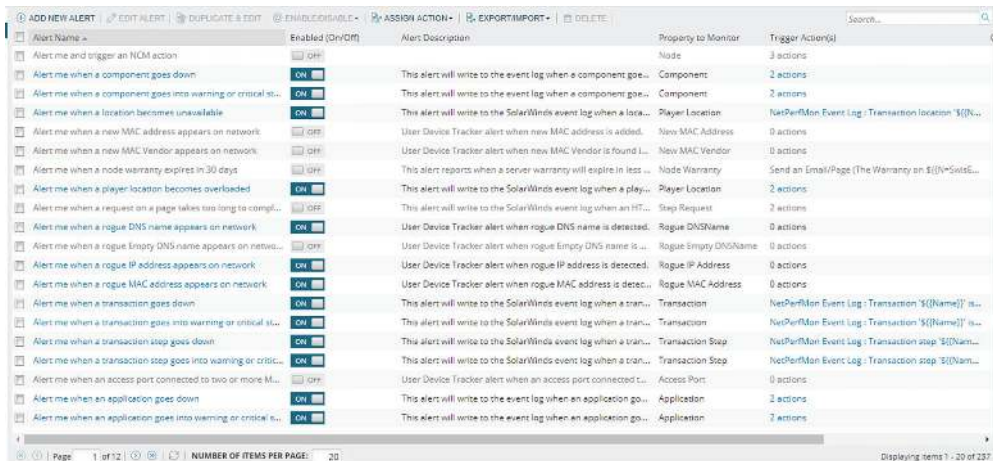 ADD NEW ALERT | EDIT ALERT | DUPLICATE & EDIT ENABLE/DISABLE | ASSIGN ACTION | EXPORT/IMPORT | DELETE Search...
Alert Name Enabled (On/Off) Alert Description Property to Monitor Trigger Action(s)
Alert me and trigger an NCM action OFF Node 3 actions
Alert me when a component goes down ON This alert will write to the event log when a component goe... Component 2 actions
Alert me when a component goes into warning or critical st... ON This alert will write to the event log when a component goe... Component 2 actions
Alert me when a location becomes unavailable ON This alert will write to the SolarWinds event log when a loca... Player Location NetPerfMon Event Log : Transaction location '${{N...
Alert me when a new MAC address appears on network OFF User Device Tracker alert when new MAC address is added. New MAC Address 0 actions
Alert me when a new MAC Vendor appears on network OFF User Device Tracker alert when new MAC Vendor is found i... New MAC Vendor 0 actions
Alert me when a node warranty expires in 30 days OFF This alert reports when a server warranty will expire in less ... Node Warranty Send an Email/Page (The Warranty on ${{N=SwisE...
Alert me when a player location becomes overloaded ON This alert will write to the SolarWinds event log when a play... Player Location 2 actions
Alert me when a request on a page takes too long to compl... OFF This alert will write to the SolarWinds event log when an HT... Step Request 2 actions
Alert me when a rogue DNS name appears on network ON User Device Tracker alert when rogue DNS name is detected. Rogue DNSName 0 actions
Alert me when a rogue Empty DNS name appears on netwo... OFF User Device Tracker alert when rogue Empty DNS name is ... Rogue Empty DNSName 0 actions
Alert me when a rogue IP address appears on network ON User Device Tracker alert when rogue IP address is detected. Rogue IP Address 0 actions
Alert me when a rogue MAC address appears on network ON User Device Tracker alert when rogue MAC address is detec... Rogue MAC Address 0 actions
Alert me when a transaction goes down ON This alert will write to the SolarWinds event log when a tran... Transaction NetPerfMon Event Log : Transaction '${{Name}}' is...
Alert me when a transaction goes into warning or critical st... ON This alert will write to the SolarWinds event log when a tran... Transaction NetPerfMon Event Log : Transaction '${{Name}}' is...
Alert me when a transaction step goes down ON This alert will write to the SolarWinds event log when a tran... Transaction Step NetPerfMon Event Log : Transaction step '${{Nam...
Alert me when a transaction step goes into warning or critic... ON This alert will write to the SolarWinds event log when a tran... Transaction Step NetPerfMon Event Log : Transaction step '${{Nam...
Alert me when an access port connected to two or more M... OFF User Device Tracker alert when an access port connected t... Access Port 0 actions
Alert me when an application goes down ON This alert will write to the event log when an application go... Application 2 actions
Alert me when an application goes into warning or critical s... ON This alert will write to the event log when an application go... Application 2 actions
Page 1 of 12 | NUMBER OF ITEMS PER PAGE: 20 Displaying items 1 - 20 of 237